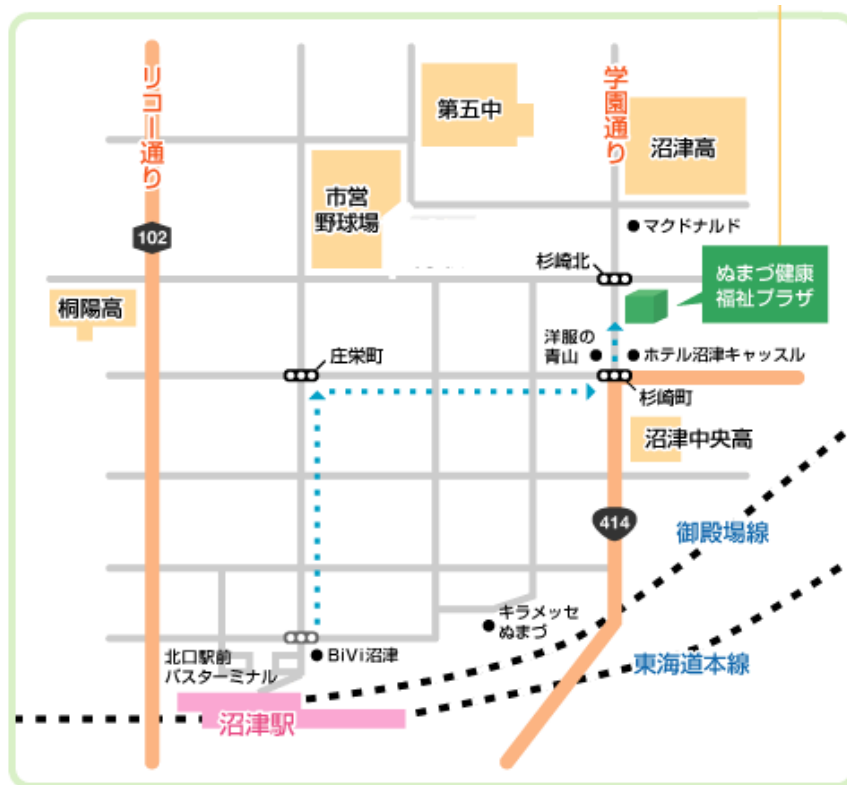 リコー通り
第五中
学園通り
沼津高
市営
野球場
マクドナルド
102
杉崎北
ぬまづ健康
福祉プラザ
桐陽高
洋服の
青山
ホテル沼津キャッスル
庄栄町
杉崎町
沼津中央高
414
御殿場線
キラメッセ
ぬまづ
北口駅前
バスターミナル
BiVi沼津
東海道本線
沼津駅